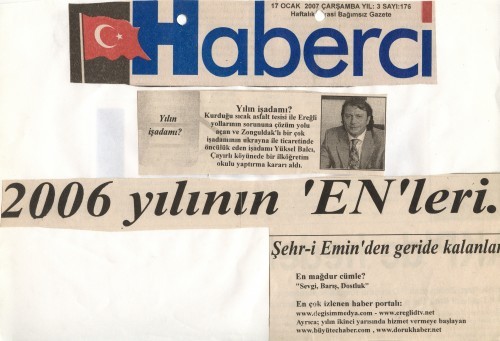 17 OCAK 2007 ÇARŞAMBA YIL: 3 SAYI:176
Haftalık Bağımsız Gazete
Haberci
Yılın
işadamı?
Yılın işadamı?
Kurduğu sıcak asfalt tesisi ile Ereğli
yollarının sorununa çözüm yolu
açan ve Zonguldak'lı bir çok
işadamının ukrayna ile ticaretinde
öncülük eden işadamı Yüksel Balcı,
Çayırlı köyünde bir ilköğretim
okulu yaptırma kararı aldı.
2006 yılının 'EN'leri.
Şehr-i Emin'den geride kalanlar
En mağdur cümle?
"Sevgi, Barış, Dostluk"
En çok izlenen haber portalı:
www.degisimmedya.com - www.ereglidtv.net
Ayrıca; yılın ikinci yarısında hizmet vermeye başlayan
www.büyütechaber.com , www.dorukhaber.net